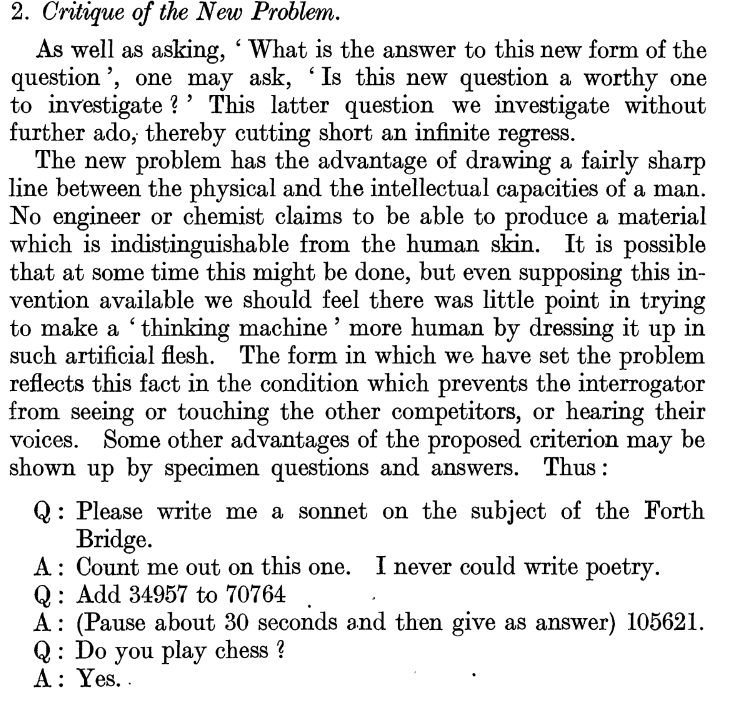 2. Critique of the New Problem.
As well as asking, ‘ What is the answer to this new form of the
question ’, one may ask, ‘ Is this new question a worthy one
to investigate ? ’ This latter question we investigate without
further ado, thereby cutting short an infinite regress.
The new problem has the advantage of drawing a fairly sharp
line between the physical and the intellectual capacities of a man.
No engineer or chemist claims to be able to produce a material
which is indistinguishable from the human skin. It is possible
that at some time this might be done, but even supposing this in-
vention available we should feel there was little point in trying
to make a ‘ thinking machine ’ more human by dressing it up in
such artificial flesh. The form in which we have set the problem
reflects this fact in the condition which prevents the interrogator
from seeing or touching the other competitors, or hearing their
voices. Some other advantages of the proposed criterion may be
shown up by specimen questions and answers. Thus :
Q : Please write me a sonnet on the subject of the Forth
Bridge.
A : Count me out on this one. I never could write poetry.
Q : Add 34957 to 70764
A : (Pause about 30 seconds and then give as answer) 105621.
Q : Do you play chess ?
A : Yes.